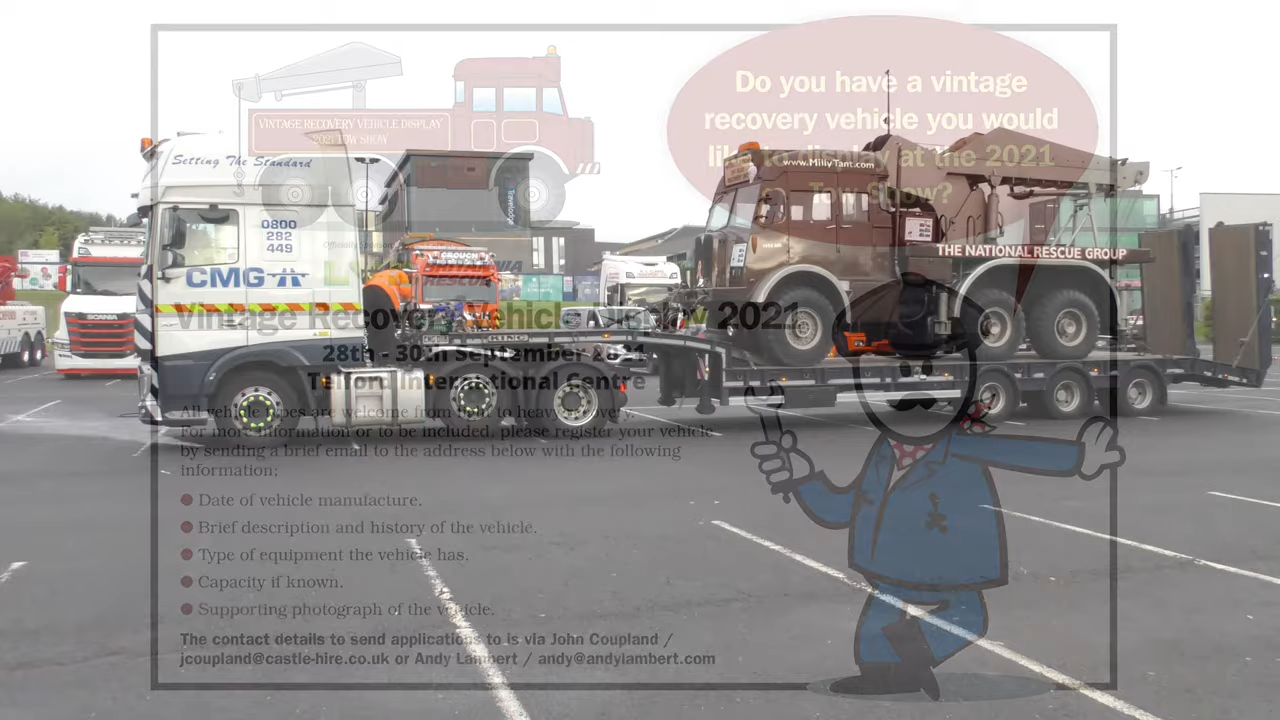 Do you have a vintage
recovery vehicle you would
like to display at the 2021
Tow Show?
VINTAGE RECOVERY VEHICLE DISPLAY
2021 TOW SHOW
Setting The Standard
www.MillyTant.com
0800
282
449
CMG
Travelodge
CROUCH
RESCUE
SCANIA
THE NATIONAL RESCUE GROUP
KING
Vintage Recovery Vehicle Display 2021
28th - 30th September 2021
Telford International Centre
All vehicle types are welcome from light to heavy recovery.
For more information or to be included, please register your vehicle
by sending a brief email to the address below with the following
information;
Date of vehicle manufacture.
Brief description and history of the vehicle.
Type of equipment the vehicle has.
Capacity if known.
Supporting photograph of the vehicle.
The contact details to send applications to is via John Coupland /
jcoupland@castle-hire.co.uk or Andy Lambert / andy@andylambert.com